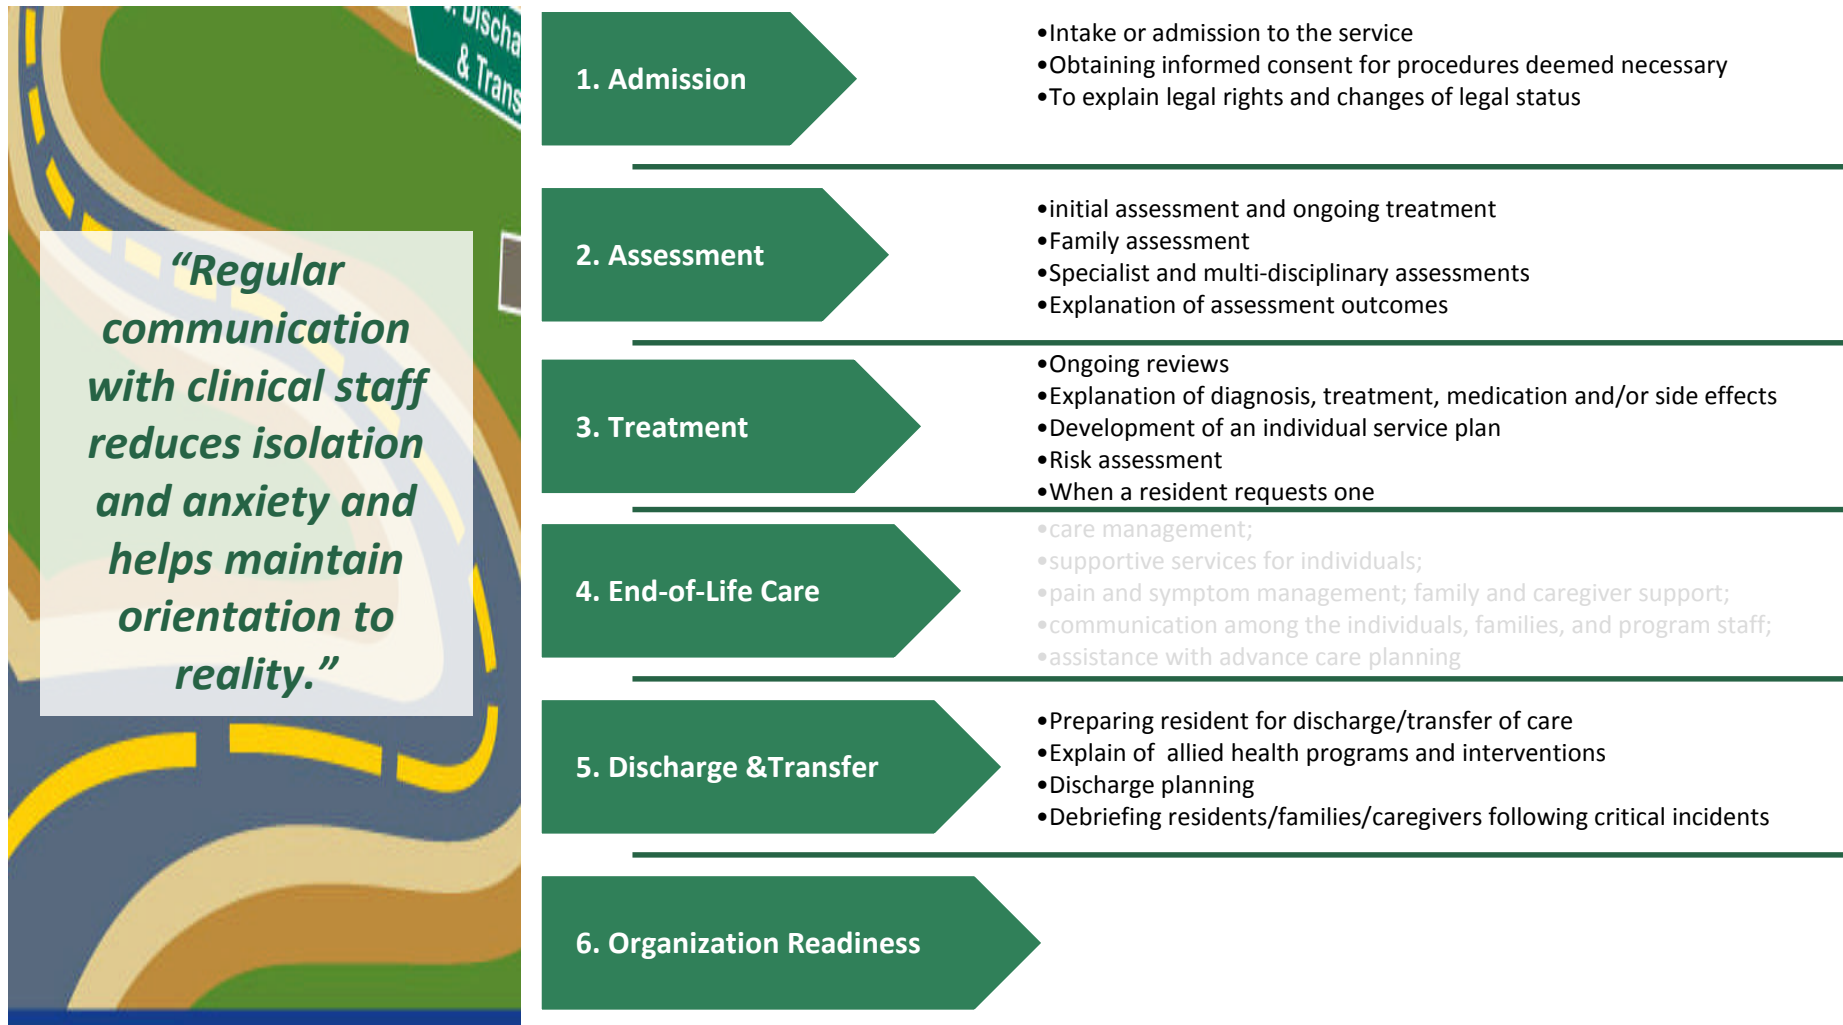 . Discha
& Trans
“Regular
communication
with clinical staff
reduces isolation
and anxiety and
helps maintain
orientation to
reality.”
1. Admission
•Intake or admission to the service
•Obtaining informed consent for procedures deemed necessary
•To explain legal rights and changes of legal status
2. Assessment
•initial assessment and ongoing treatment
•Family assessment
•Specialist and multi-disciplinary assessments
•Explanation of assessment outcomes
3. Treatment
•Ongoing reviews
•Explanation of diagnosis, treatment, medication and/or side effects
•Development of an individual service plan
•Risk assessment
•When a resident requests one
4. End-of-Life Care
•care management;
•supportive services for individuals;
•pain and symptom management; family and caregiver support;
•communication among the individuals, families, and program staff;
•assistance with advance care planning
5. Discharge &Transfer
•Preparing resident for discharge/transfer of care
•Explain of  allied health programs and interventions
•Discharge planning
•Debriefing residents/families/caregivers following critical incidents
6. Organization Readiness